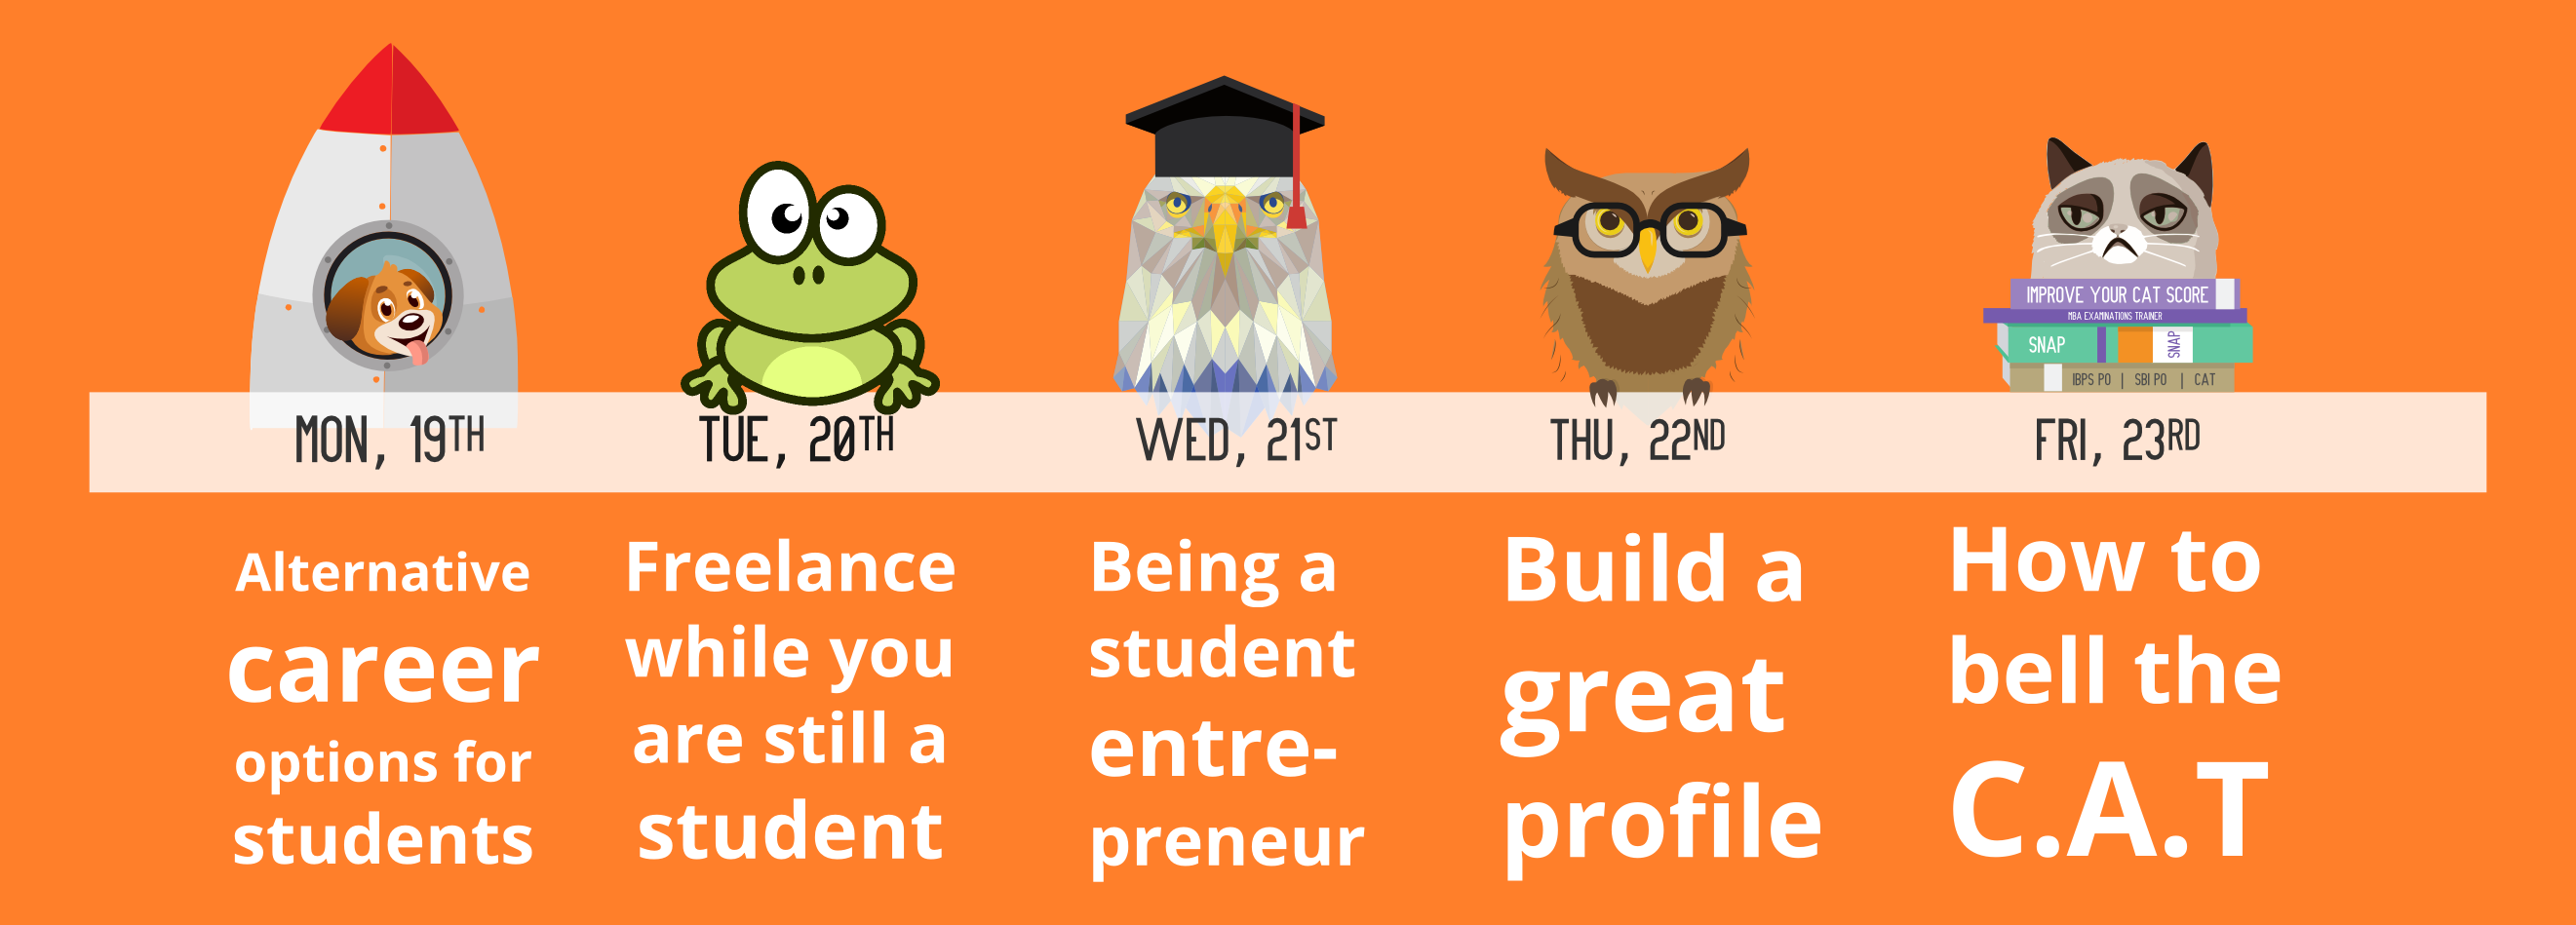 IMPROVE YOUR CAT SCORE
MBA EXAMINATIONS TRAINER
SNAP
SNAP
IBPS PO | SBI PO | CAT
MON, 19TH
TUE, 20TH
WED, 21ST
THU, 22ND
FRI, 23RD
Alternative
career
options for
students
Freelance
while you
are still a
student
Being a
student
entre-
preneur
Build a
great
profile
How to
bell the
C.A.T